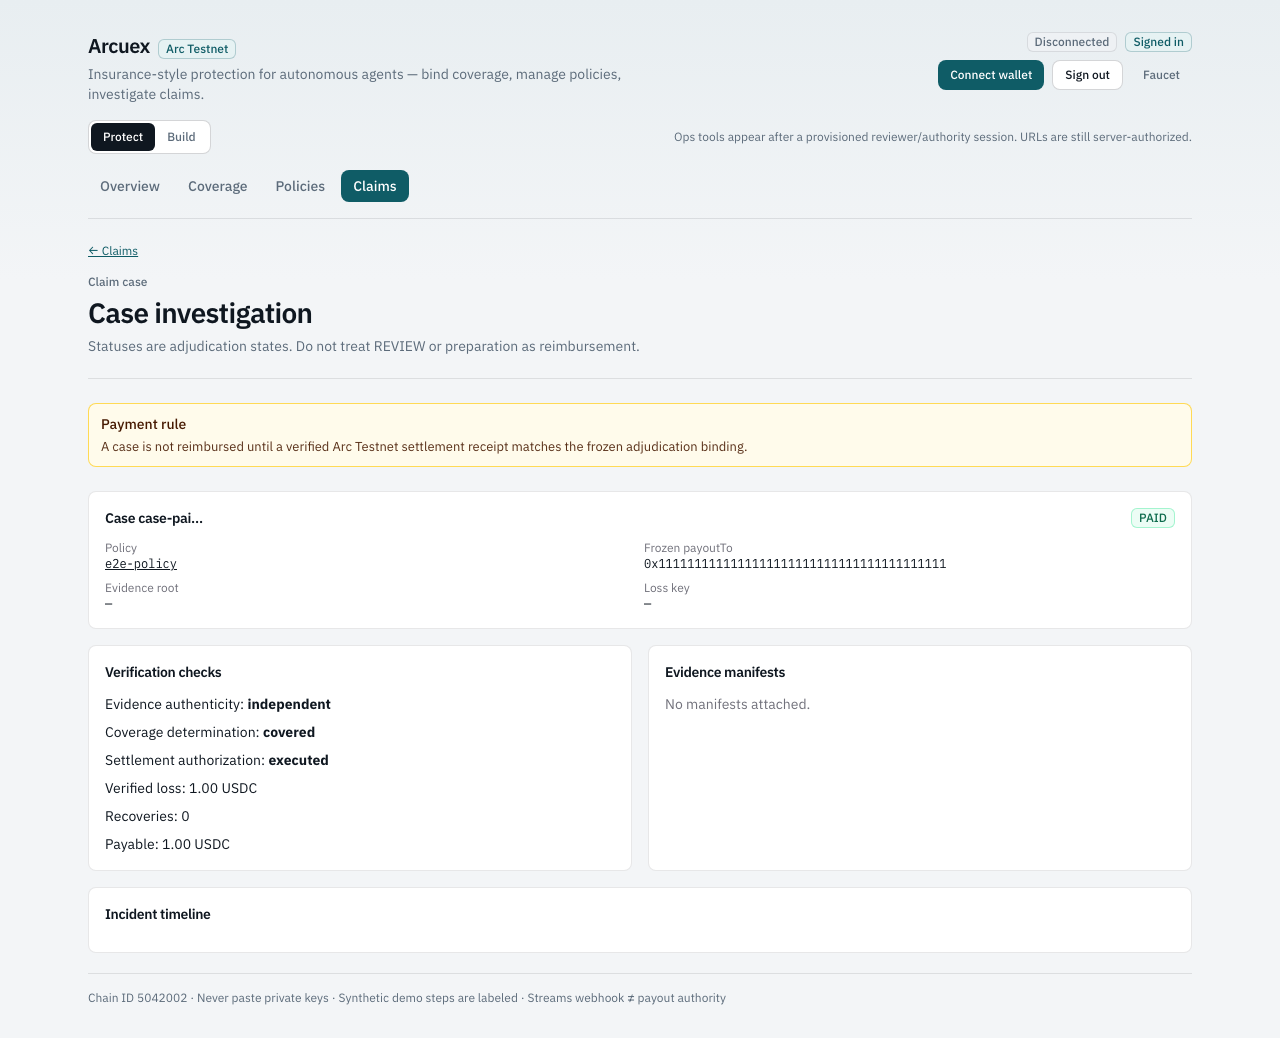 Arcuex Arc Testnet
Disconnected Signed in
Insurance-style protection for autonomous agents — bind coverage, manage policies,
investigate claims.
Connect wallet Sign out Faucet
Protect Build
Ops tools appear after a provisioned reviewer/authority session. URLs are still server-authorized.
Overview Coverage Policies Claims
← Claims
Claim case
Case investigation
Statuses are adjudication states. Do not treat REVIEW or preparation as reimbursement.
Payment rule
A case is not reimbursed until a verified Arc Testnet settlement receipt matches the frozen adjudication binding.
Case case-pai...
PAID
Policy
e2e-policy
Frozen payoutTo
0x1111111111111111111111111111111111111111
Evidence root
—
Loss key
—
Verification checks
Evidence authenticity: independent
Coverage determination: covered
Settlement authorization: executed
Verified loss: 1.00 USDC
Recoveries: 0
Payable: 1.00 USDC
Evidence manifests
No manifests attached.
Incident timeline
Chain ID 5042002 · Never paste private keys · Synthetic demo steps are labeled · Streams webhook ≠ payout authority